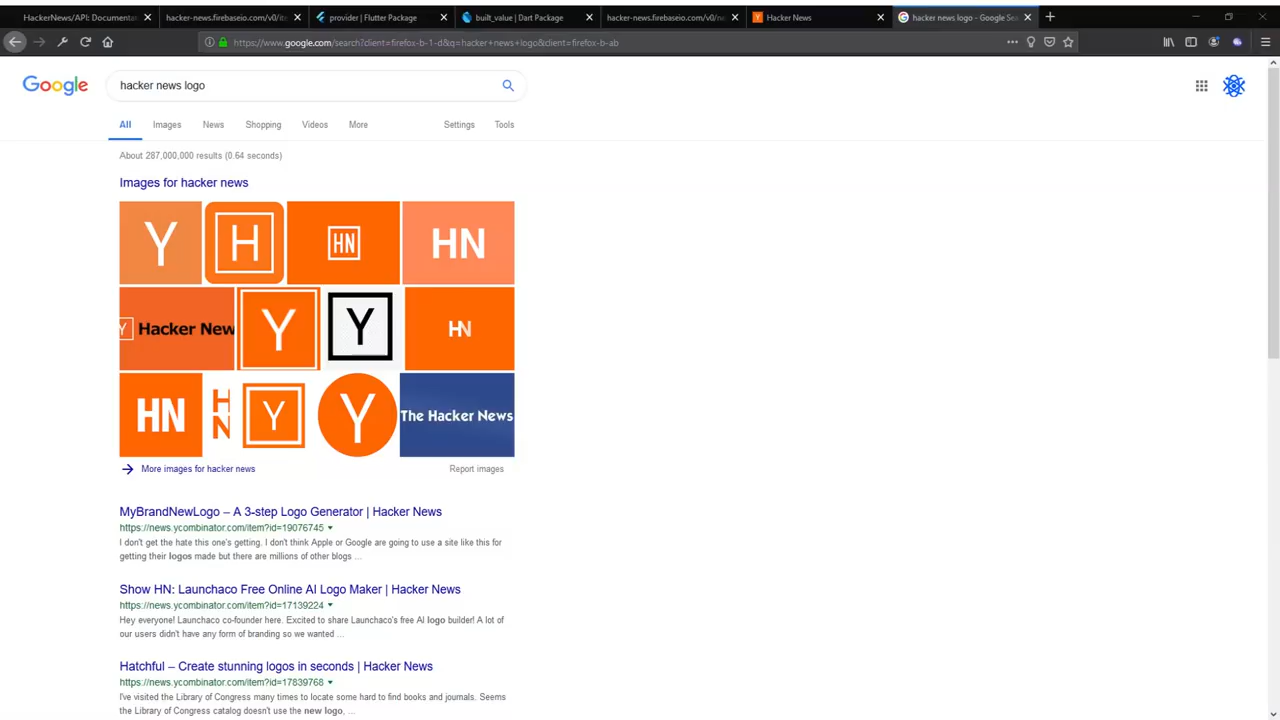 HackerNews/API: Documentan
hacker-news.firebaseio.com/v0/ite
provider | Flutter Package
built_value | Dart Package
hacker-news.firebaseio.com/v0/ne
Hacker News
hacker news logo - Google Sea
https://www.google.com/search?client=firefox-b-1-d&q=hacker+news+logo&client=firefox-b-ab
Google
hacker news logo
All
Images
News
Shopping
Videos
More
Settings
Tools
About 287,000,000 results (0.64 seconds)
Images for hacker news
Y
H
HN
HN
Y
Hacker New
Y
Y
HN
HN
H
H
N
Y
Y
The Hacker News
More images for hacker news
Report images
MyBrandNewLogo – A 3-step Logo Generator | Hacker News
https://news.ycombinator.com/item?id=19076745
I don't get the hate this one's getting. I don't think Apple or Google are going to use a site like this for
getting their logos made but there are millions of other blogs ...
Show HN: Launchaco Free Online AI Logo Maker | Hacker News
https://news.ycombinator.com/item?id=17139224
Hey everyone! Launchaco co-founder here. Excited to share Launchaco's free AI logo builder! A lot of
our users didn't have any form of branding so we wanted ...
Hatchful – Create stunning logos in seconds | Hacker News
https://news.ycombinator.com/item?id=17839768
I've visited the Library of Congress many times to locate some hard to find books and journals. Seems
the Library of Congress catalog doesn't use the new logo, ...